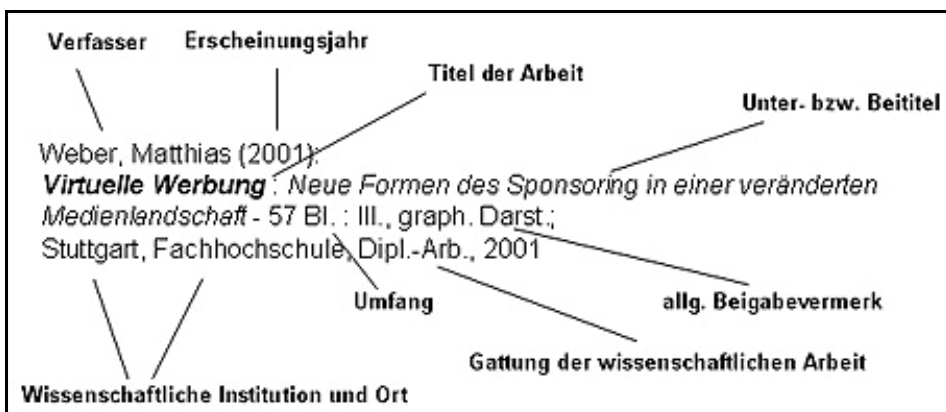 Verfasser Erscheinungsjahr
Titel der Arbeit
Unter- bzw. Beititel
Weber, Matthias (2001):
Virtuelle Werbung : Neue Formen des Sponsoring in einer veränderten
Medienlandschaft - 57 Bl. : Ill., graph. Darst.;
Stuttgart, Fachhochschule, Dipl.-Arb., 2001
Umfang allg. Beigabevermerk
Gattung der wissenschaftlichen Arbeit
Wissenschaftliche Institution und Ort